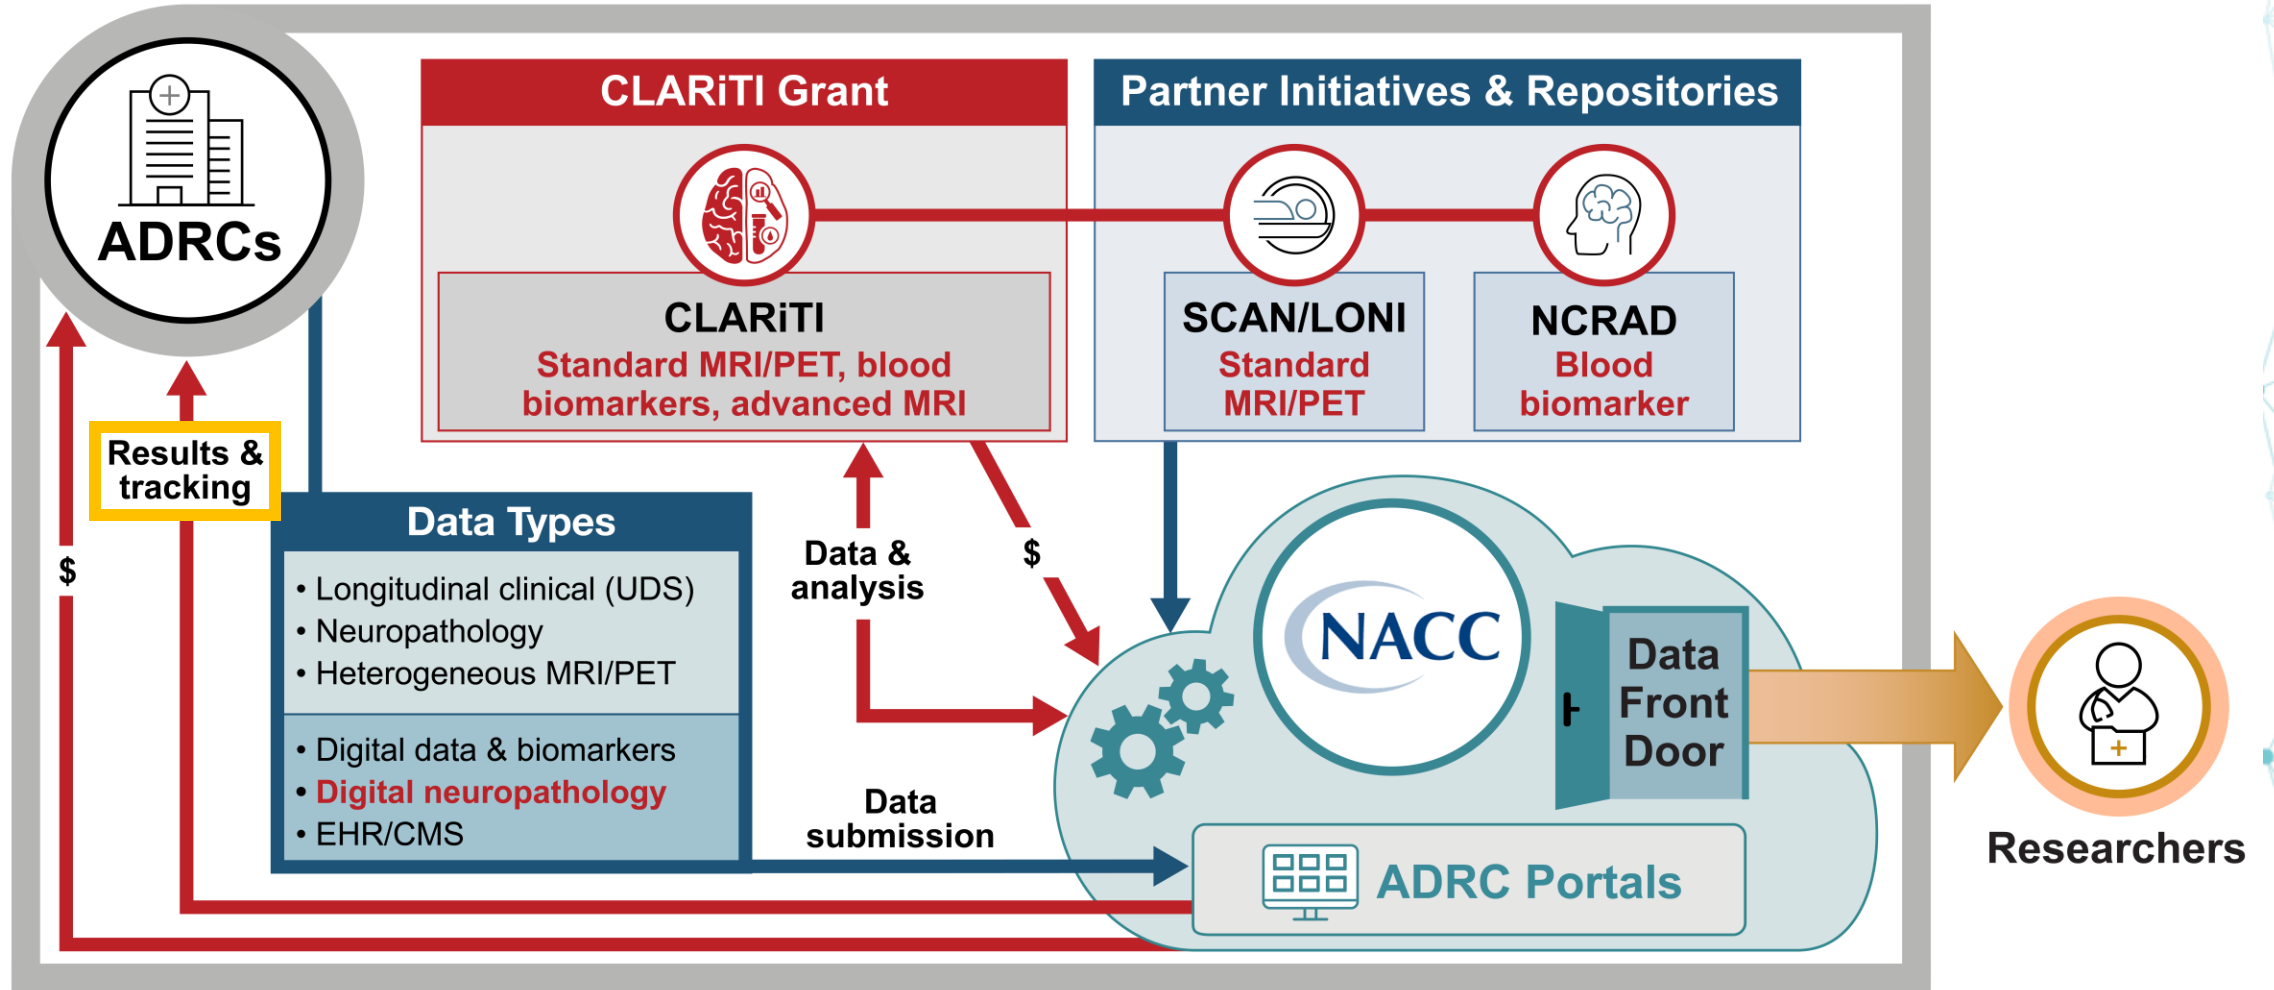 ADRCs
CLARiTI Grant
CLARiTI
Standard MRI/PET, blood
biomarkers, advanced MRI
Partner Initiatives & Repositories
SCAN/LONI
Standard
MRI/PET
NCRAD
Blood
biomarker
Results &
tracking
$
Data Types
• Longitudinal clinical (UDS)
• Neuropathology
• Heterogeneous MRI/PET
• Digital data & biomarkers
• Digital neuropathology
• EHR/CMS
Data &
analysis
$
Data
submission
NACC
Data
Front
Door
ADRC Portals
Researchers